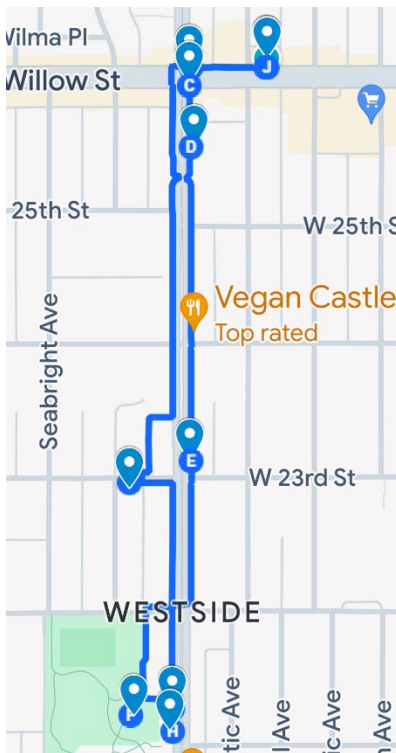 Wilma Pl
J
Willow St
C
D
25th St
W 25th S
Vegan Castle
Top rated
Seabright Ave
E
W 23rd St
WESTSIDE
F
H
tic Ave
l Ave
ic Ave
n Ave